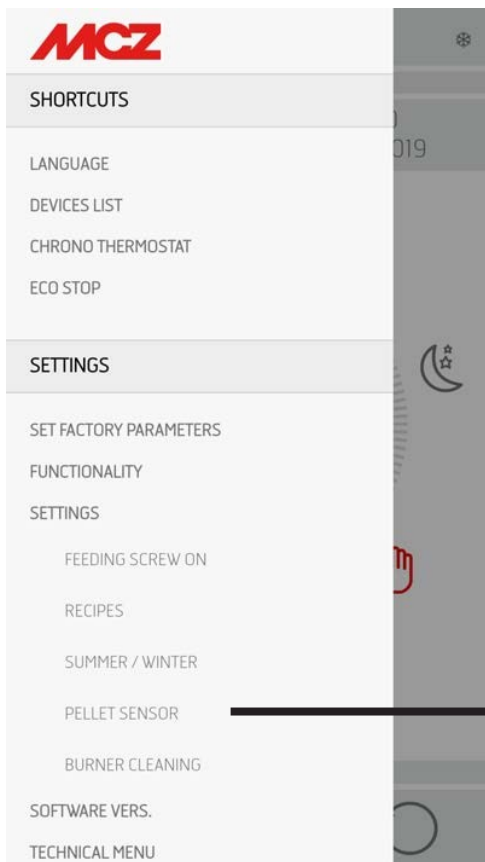 MCZ
SHORTCUTS
019
LANGUAGE
DEVICES LIST
CHRONO THERMOSTAT
ECO STOP
SETTINGS
SET FACTORY PARAMETERS
FUNCTIONALITY
SETTINGS
FEEDING SCREW ON
RECIPES
SUMMER / WINTER
PELLET SENSOR
BURNER CLEANING
SOFTWARE VERS.
TECHNICAL MENU